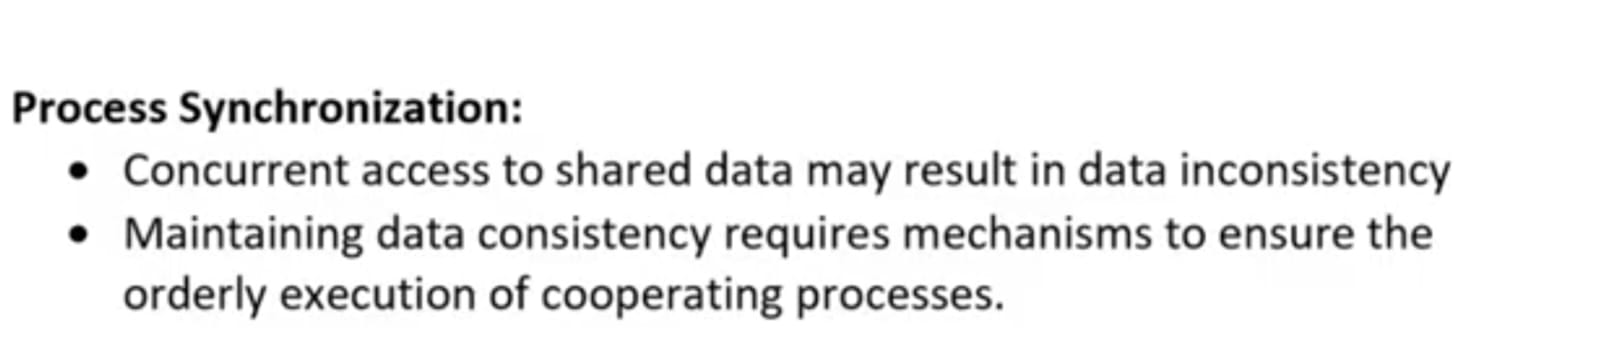 Process Synchronization:
• Concurrent access to shared data may result in data inconsistency
• Maintaining data consistency requires mechanisms to ensure the
orderly execution of cooperating processes.